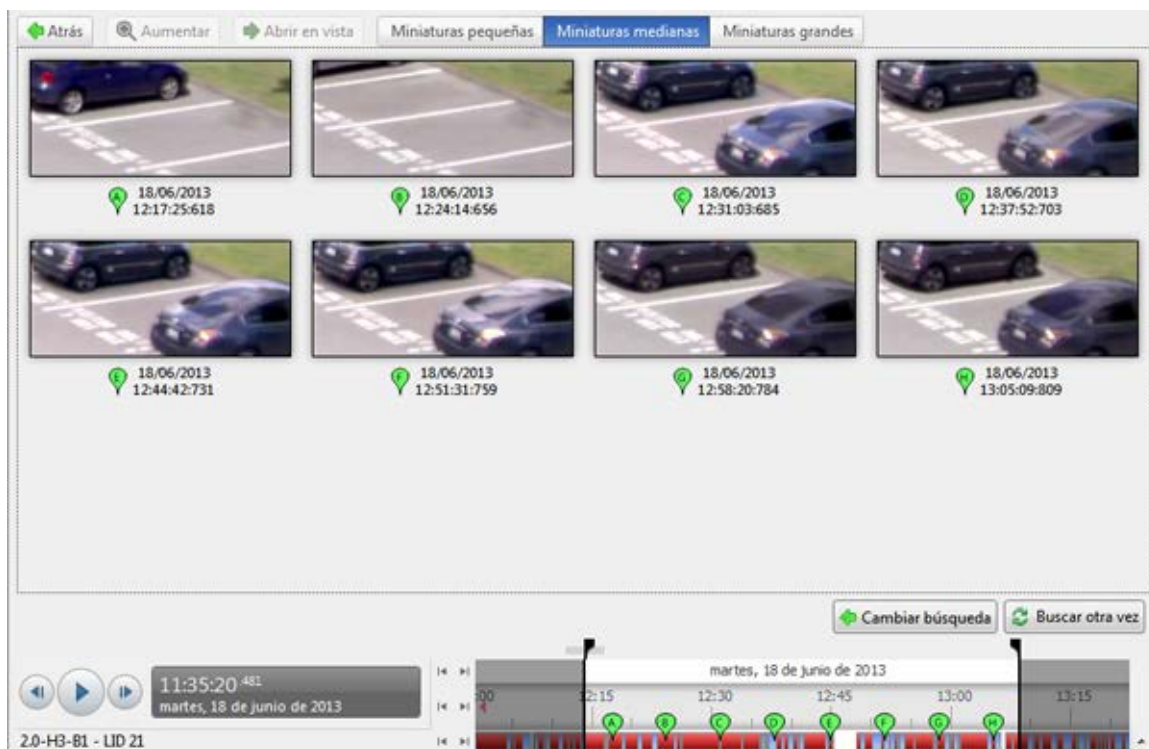 Atrás Aumentar Abrir en vista Miniaturas pequeñas Miniaturas medianas Miniaturas grandes
A 18/06/2013
12:17:25:618
B 18/06/2013
12:24:14:656
C 18/06/2013
12:31:03:685
D 18/06/2013
12:37:52:703
E 18/06/2013
12:44:42:731
F 18/06/2013
12:51:31:759
G 18/06/2013
12:58:20:784
H 18/06/2013
13:05:09:809
Cambiar búsqueda Buscar otra vez
martes, 18 de junio de 2013
11:35:20.481
martes, 18 de junio de 2013
:00 2:15 12:30 12:45 13:00 13:15
A B C D E F G H
2.0-H3-B1 - LID 21